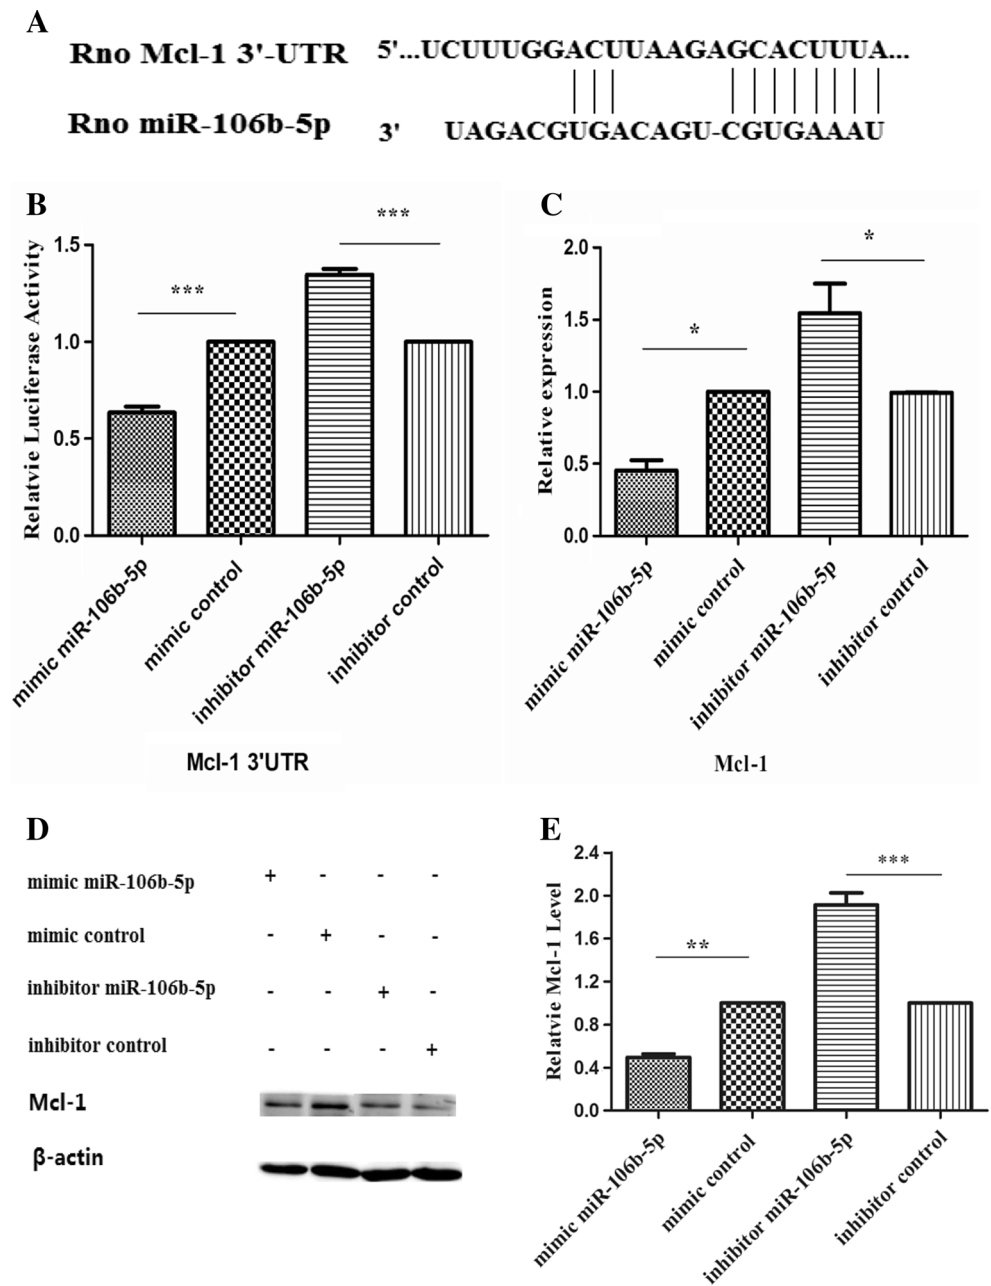 A
Rno Mcl-1 3'-UTR 5'...UCUUUGGACUUAAGAGCACUUUA...
Rno miR-106b-5p 3' UAGACGUGACAGU-CGUGAAAU
B
***
***
Relatvie Luciferase Activity
1.5
1.0
0.5
0.0
mimic miR-106b-5p
mimic control
inhibitor miR-106b-5p
inhibitor control
Mcl-1 3'UTR
C
*
*
Relative expression
2.0
1.5
1.0
0.5
0.0
mimic miR-106b-5p
mimic control
inhibitor miR-106b-5p
inhibitor control
Mcl-1
D
mimic miR-106b-5p + - - -
mimic control - + - -
inhibitor miR-106b-5p - - + -
inhibitor control - - - +
Mcl-1
β-actin
E
**
***
Relatvie Mcl-1 Level
2.4
2.0
1.6
1.2
0.8
0.4
0.0
mimic miR-106b-5p
mimic control
inhibitor miR-106b-5p
inhibitor control